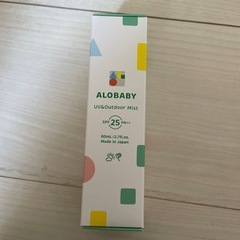 ALOBABY
UV&Outdoor Mist
SPF 25 PA++
80mL/2.7fl.oz.
Made in Japan